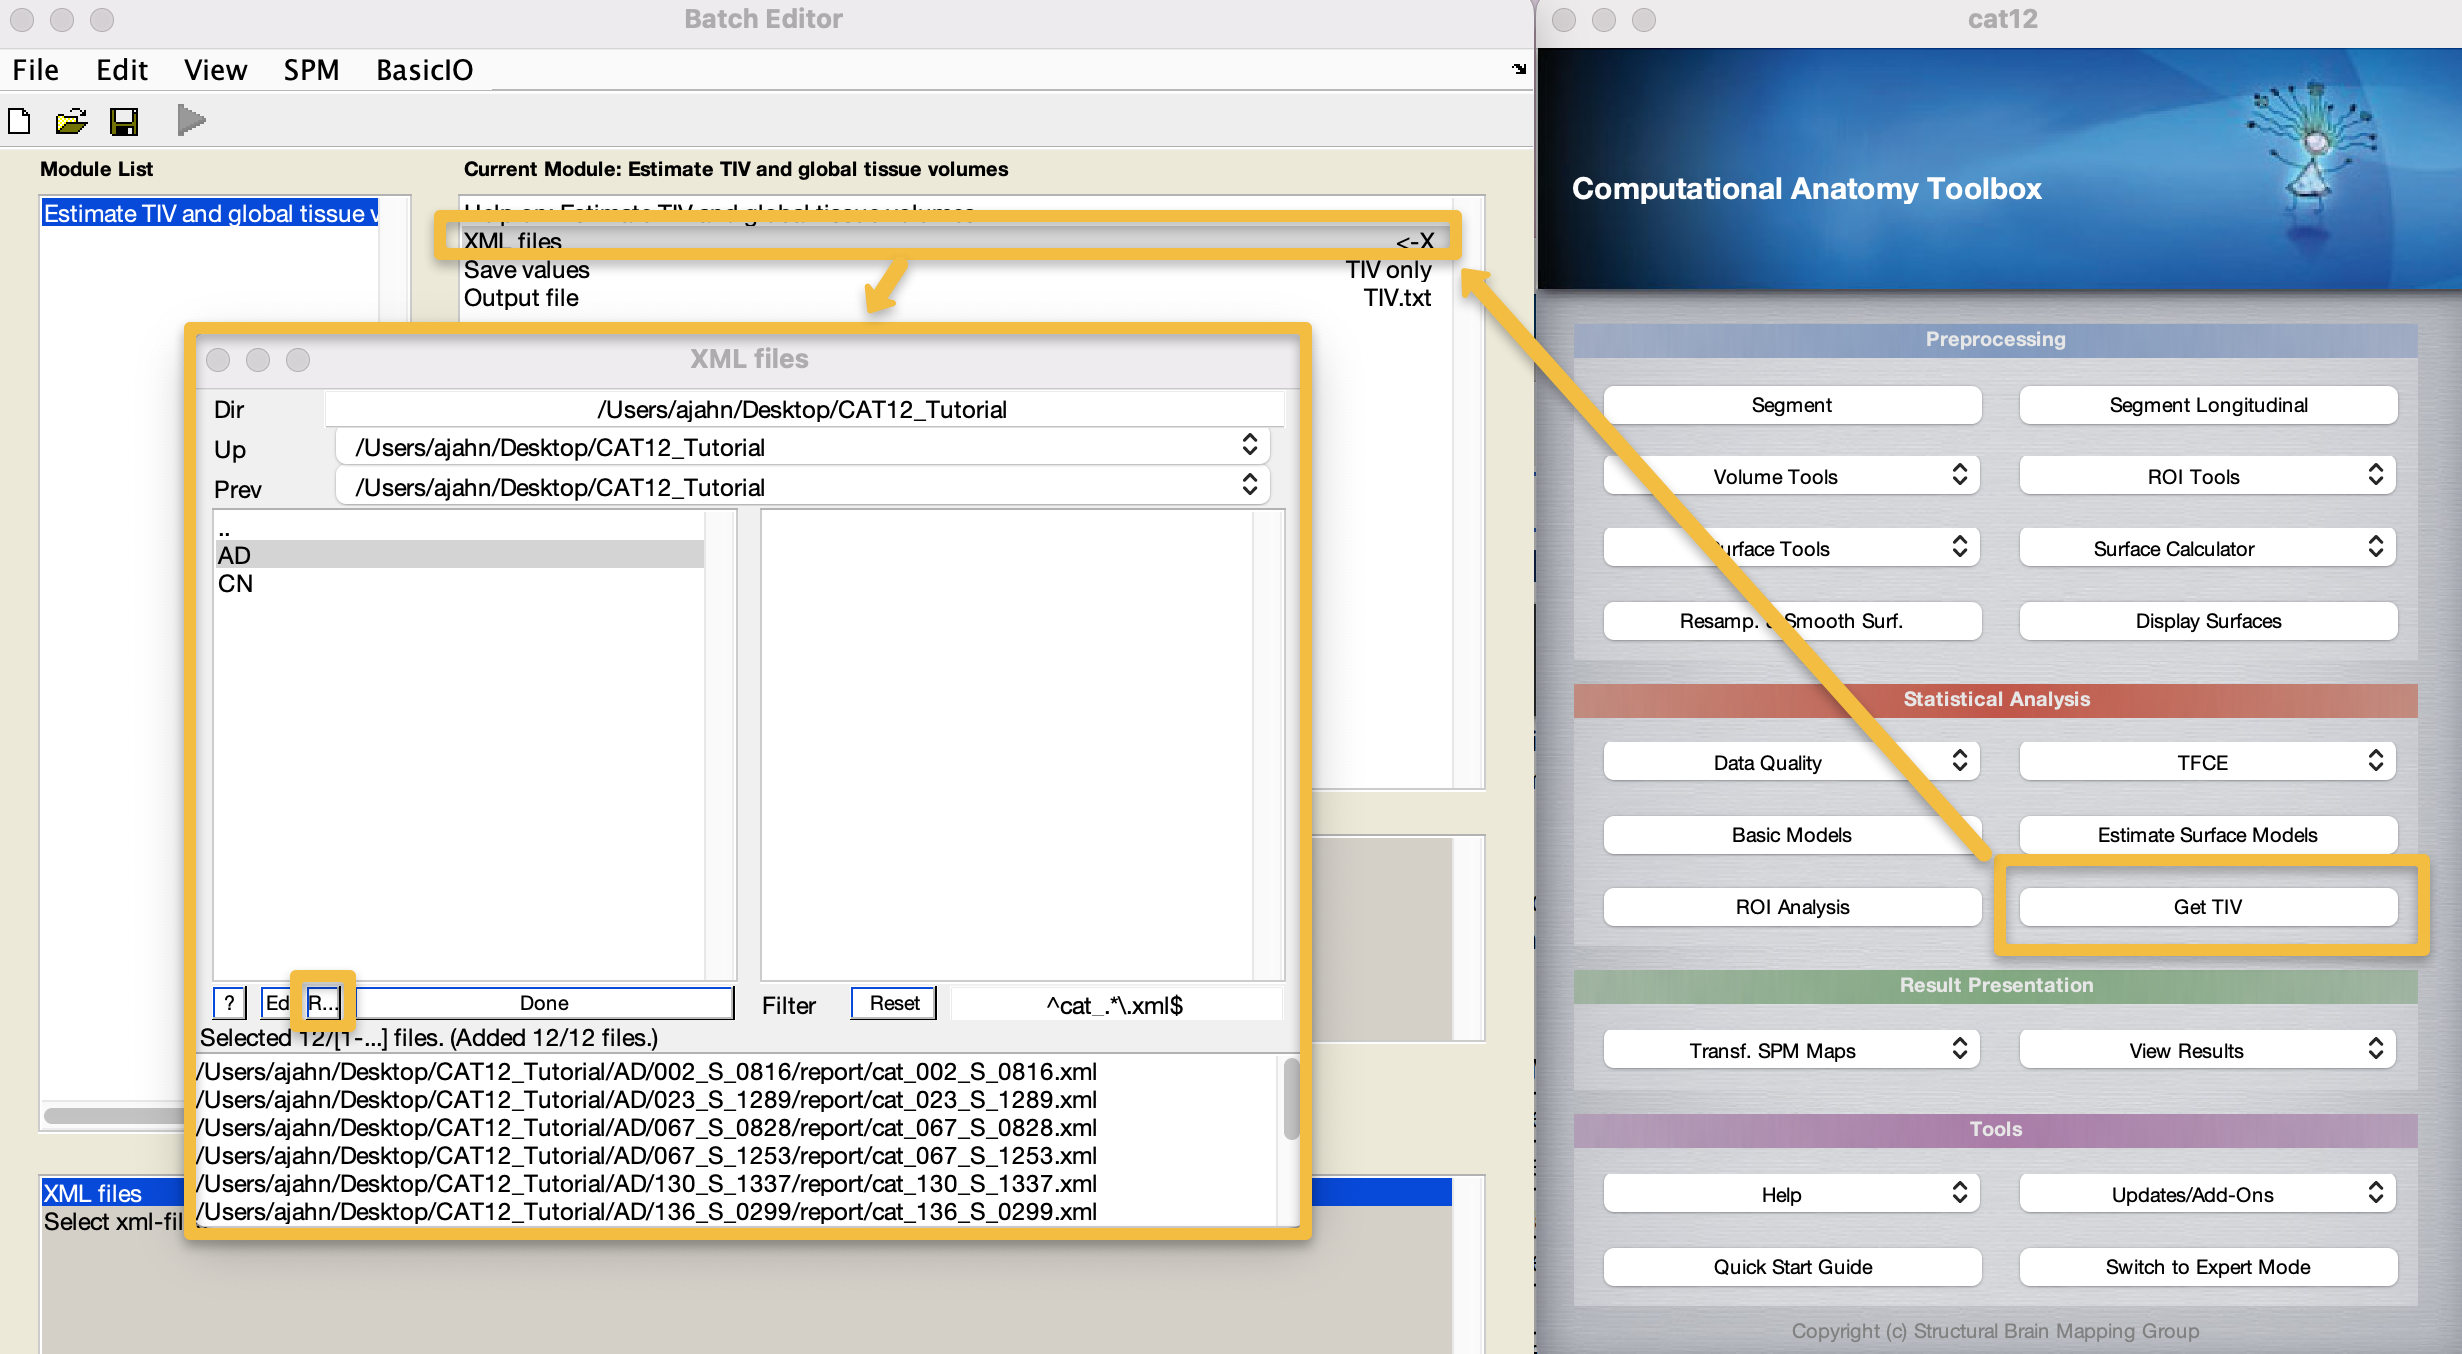 Batch Editor
File Edit View SPM BasicIO
Module List
Estimate TIV and global tissue v
Current Module: Estimate TIV and global tissue volumes
Help on: Estimate TIV and global tissue volumes
XML files <-X
Save values TIV only
Output file TIV.txt
XML files
Dir /Users/ajahn/Desktop/CAT12_Tutorial
Up /Users/ajahn/Desktop/CAT12_Tutorial
Prev /Users/ajahn/Desktop/CAT12_Tutorial
..
AD
CN
? Ed R... Done Filter Reset ^cat_.*\.xml$
Selected 12/[1-...] files. (Added 12/12 files.)
/Users/ajahn/Desktop/CAT12_Tutorial/AD/002_S_0816/report/cat_002_S_0816.xml
/Users/ajahn/Desktop/CAT12_Tutorial/AD/023_S_1289/report/cat_023_S_1289.xml
/Users/ajahn/Desktop/CAT12_Tutorial/AD/067_S_0828/report/cat_067_S_0828.xml
/Users/ajahn/Desktop/CAT12_Tutorial/AD/067_S_1253/report/cat_067_S_1253.xml
/Users/ajahn/Desktop/CAT12_Tutorial/AD/130_S_1337/report/cat_130_S_1337.xml
/Users/ajahn/Desktop/CAT12_Tutorial/AD/136_S_0299/report/cat_136_S_0299.xml
XML files
Select xml-fil
cat12
Computational Anatomy Toolbox
Preprocessing
Segment Segment Longitudinal
Volume Tools ROI Tools
urface Tools Surface Calculator
Resamp. & Smooth Surf. Display Surfaces
Statistical Analysis
Data Quality TFCE
Basic Models Estimate Surface Models
ROI Analysis Get TIV
Result Presentation
Transf. SPM Maps View Results
Tools
Help Updates/Add-Ons
Quick Start Guide Switch to Expert Mode
Copyright (c) Structural Brain Mapping Group